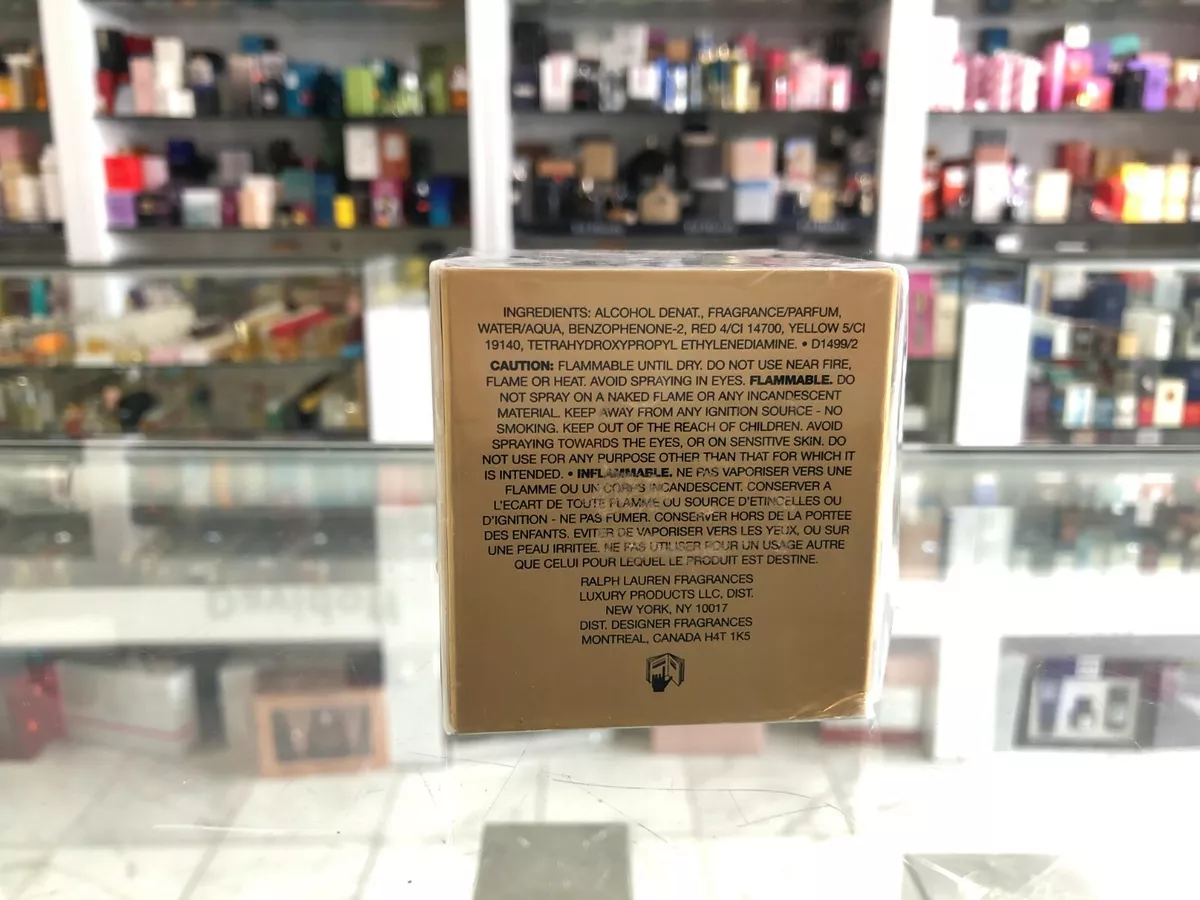 INGREDIENTS: ALCOHOL DENAT., FRAGRANCE/PARFUM,
WATER/AQUA, BENZOPHENONE-2, RED 4/CI 14700, YELLOW 5/CI
19140, TETRAHYDROXYPROPYL ETHYLENEDIAMINE. • D1499/2
CAUTION: FLAMMABLE UNTIL DRY. DO NOT USE NEAR FIRE,
FLAME OR HEAT. AVOID SPRAYING IN EYES. FLAMMABLE. DO
NOT SPRAY ON A NAKED FLAME OR ANY INCANDESCENT
MATERIAL. KEEP AWAY FROM ANY IGNITION SOURCE - NO
SMOKING. KEEP OUT OF THE REACH OF CHILDREN. AVOID
SPRAYING TOWARDS THE EYES, OR ON SENSITIVE SKIN. DO
NOT USE FOR ANY PURPOSE OTHER THAN THAT FOR WHICH IT
IS INTENDED. • INFLAMMABLE. NE PAS VAPORISER VERS UNE
FLAMME OU UN CORPS INCANDESCENT. CONSERVER A
L'ECART DE TOUTE FLAMME OU SOURCE D'ETINCELLES OU
D'IGNITION - NE PAS FUMER. CONSERVER HORS DE LA PORTEE
DES ENFANTS. EVITER DE VAPORISER VERS LES YEUX, OU SUR
UNE PEAU IRRITEE. NE PAS UTILISER POUR UN USAGE AUTRE
QUE CELUI POUR LEQUEL LE PRODUIT EST DESTINE.
RALPH LAUREN FRAGRANCES
LUXURY PRODUCTS LLC, DIST.
NEW YORK, NY 10017
DIST. DESIGNER FRAGRANCES
MONTREAL, CANADA H4T 1K5